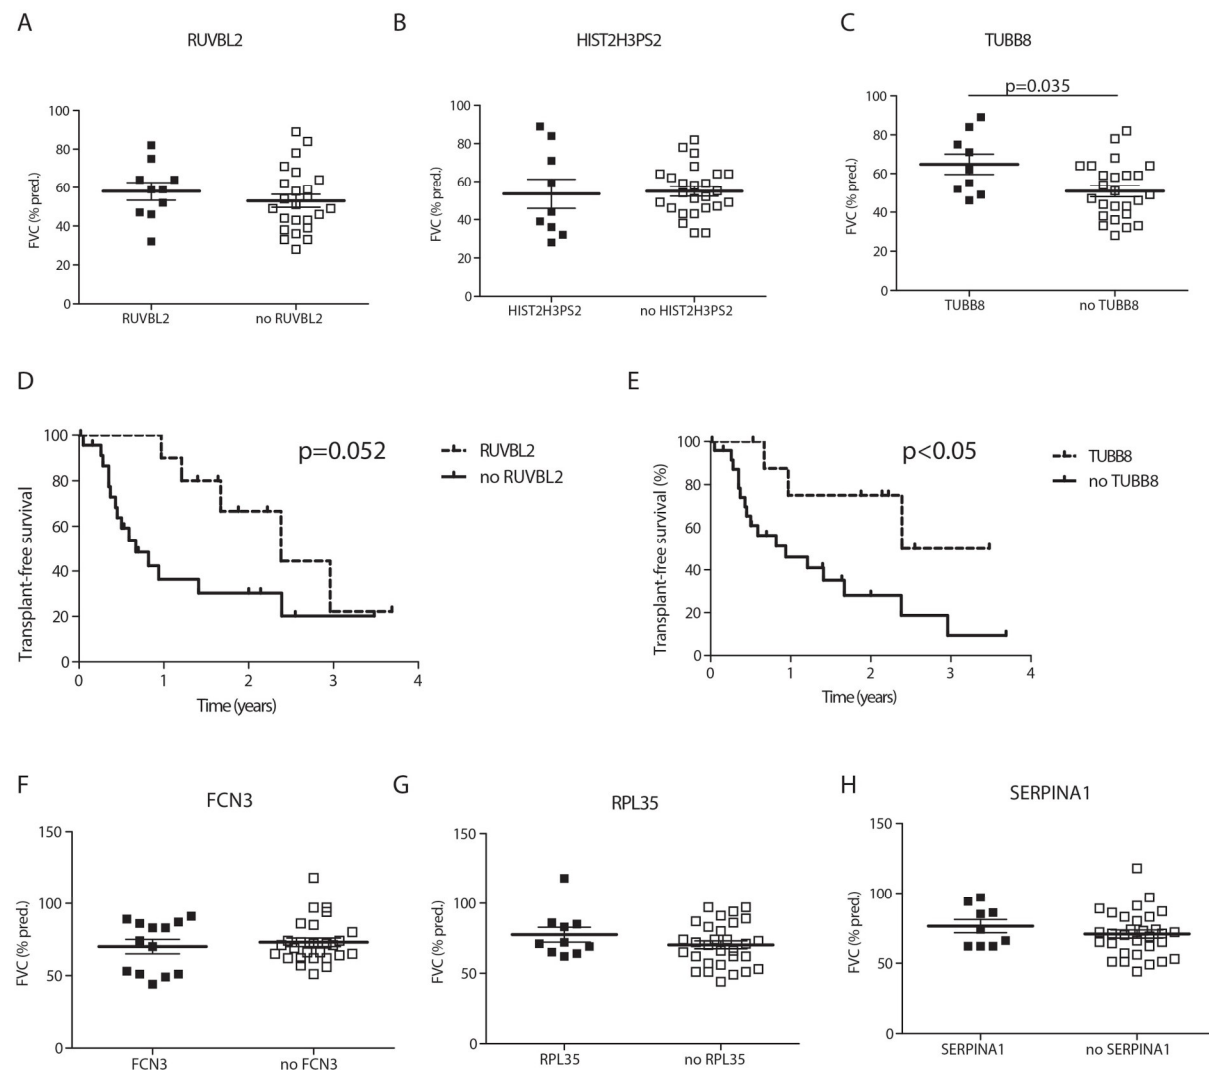 A
RUVBL2
FVC (% pred.)
100
80
60
40
20
0
RUVBL2
no RUVBL2
B
HIST2H3PS2
FVC (% pred.)
100
80
60
40
20
0
HIST2H3PS2
no HIST2H3PS2
C
TUBB8
p=0.035
FVC (% pred.)
100
80
60
40
20
0
TUBB8
no TUBB8
D
Transplant-free survival
100
80
60
40
20
0
p=0.052
RUVBL2
no RUVBL2
0 1 2 3 4
Time (years)
E
Transplant-free survival (%)
100
80
60
40
20
0
p<0.05
TUBB8
no TUBB8
0 1 2 3 4
Time (years)
F
FCN3
FVC (% pred.)
150
100
50
0
FCN3
no FCN3
G
RPL35
FVC (% pred.)
150
100
50
0
RPL35
no RPL35
H
SERPINA1
FVC (% pred.)
150
100
50
0
SERPINA1
no SERPINA1